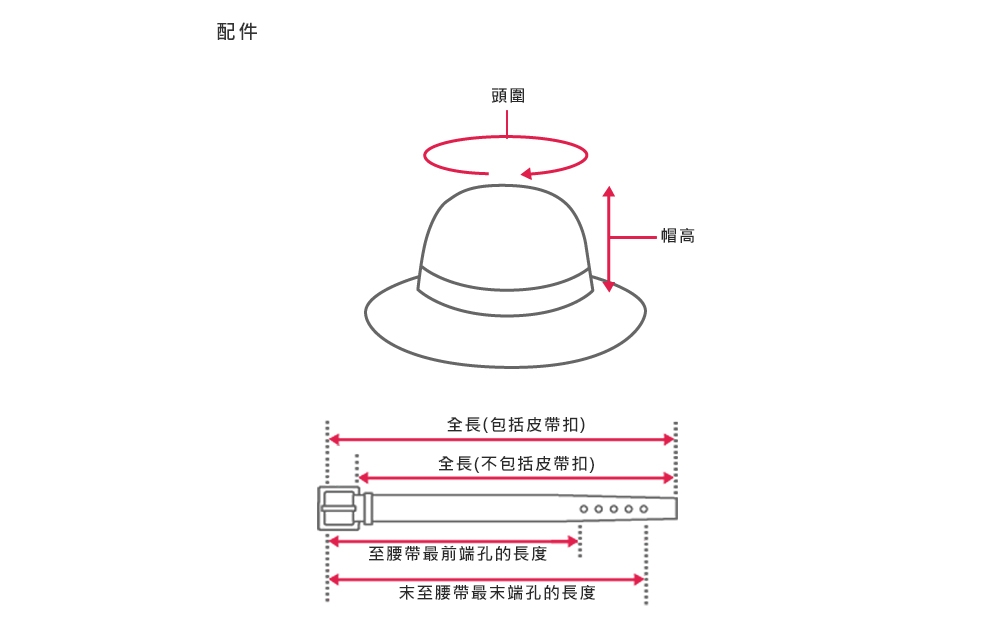 配件
頭圍
帽高
全長(包括皮帶扣)
全長(不包括皮帶扣)
至腰帶最前端孔的長度
末至腰帶最末端孔的長度